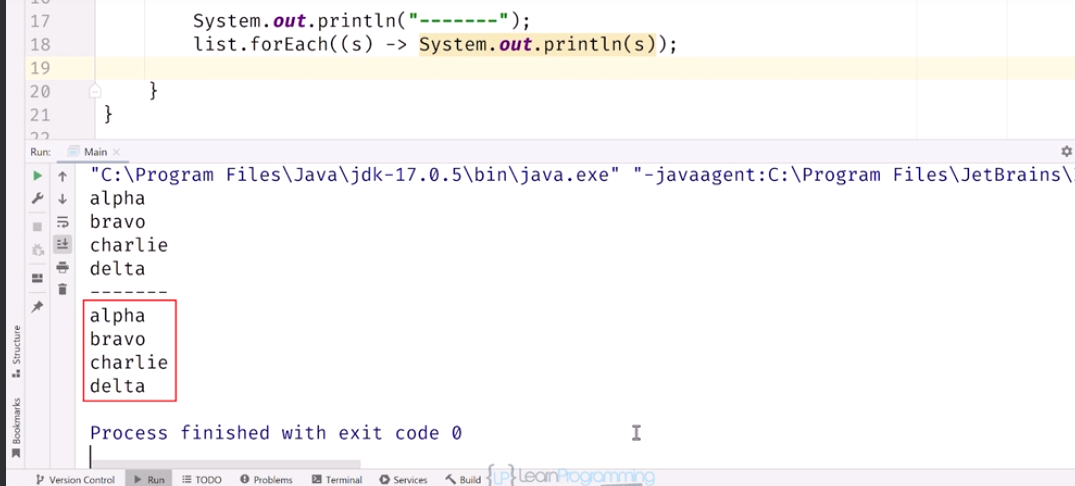 17 System.out.println("-------");
18 list.forEach((s) -> System.out.println(s));
19
20 }
21 }
22
Run: Main
"C:\Program Files\Java\jdk-17.0.5\bin\java.exe" "-javaagent:C:\Program Files\JetBrains\
alpha
bravo
charlie
delta
-------
alpha
bravo
charlie
delta
Process finished with exit code 0
Structure
Bookmarks
Version Control Run TODO Problems Terminal Services Build
{LP} LearnProgramming